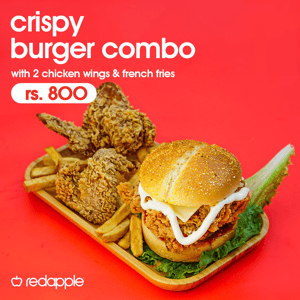 crispy
burger combo
with 2 chicken wings & french fries
rs. 800
redapple